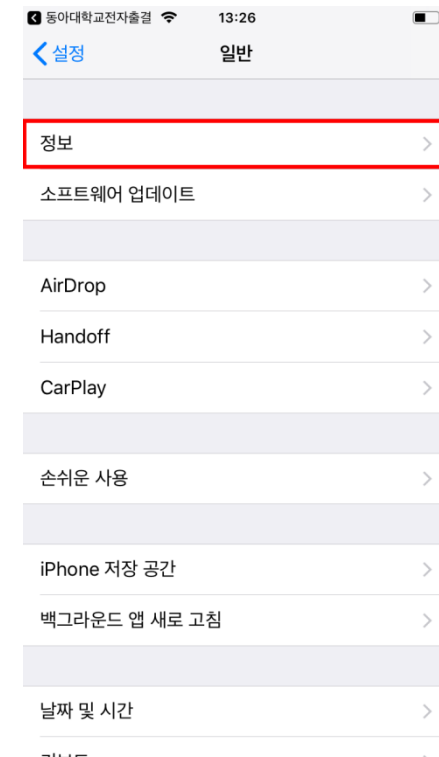 동아대학교전자출결 13:26
설정 일반
정보
소프트웨어 업데이트
AirDrop
Handoff
CarPlay
손쉬운 사용
iPhone 저장 공간
백그라운드 앱 새로 고침
날짜 및 시간